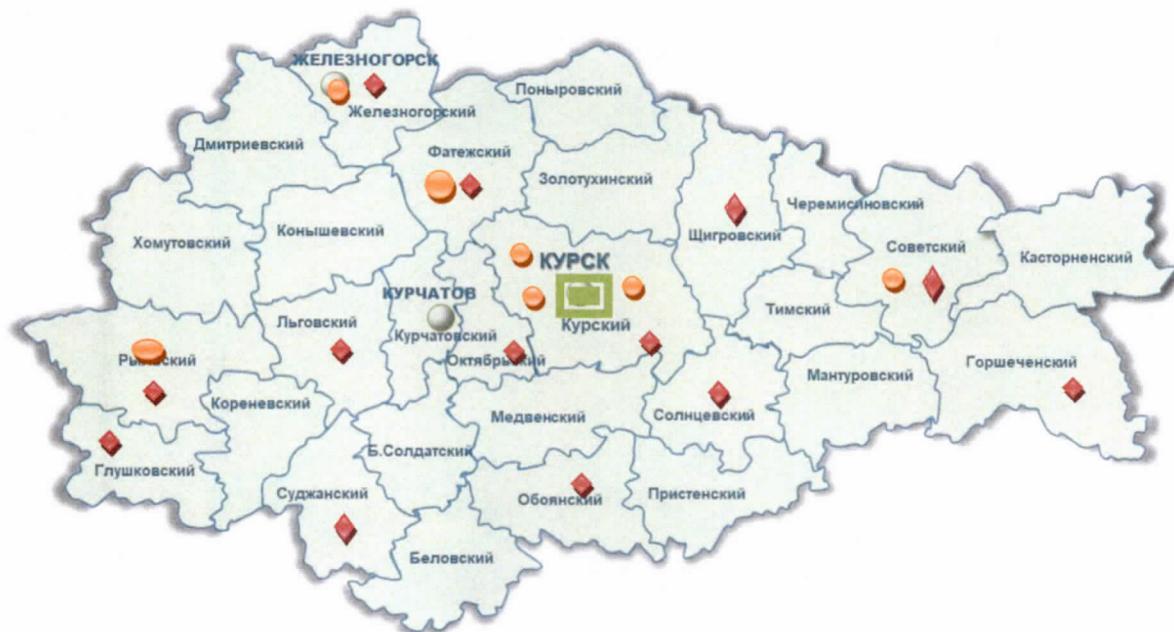 ЖЕЛЕЗНОГОРСК
Железногорский
Поныровский
Дмитриевский
Фатежский
Золотухинский
Черемисиновский
Хомутовский
Конышевский
Щигровский
Советский
Касторненский
КУРСК
КУРЧАТОВ
Льговский
Курчатовский
Курский
Тимский
Рыльский
Октябрьский
Горшеченский
Кореневский
Медвенский
Солнцевский
Мантуровский
Глушковский
Б.Солдатский
Суджанский
Обоянский
Пристенский
Беловский